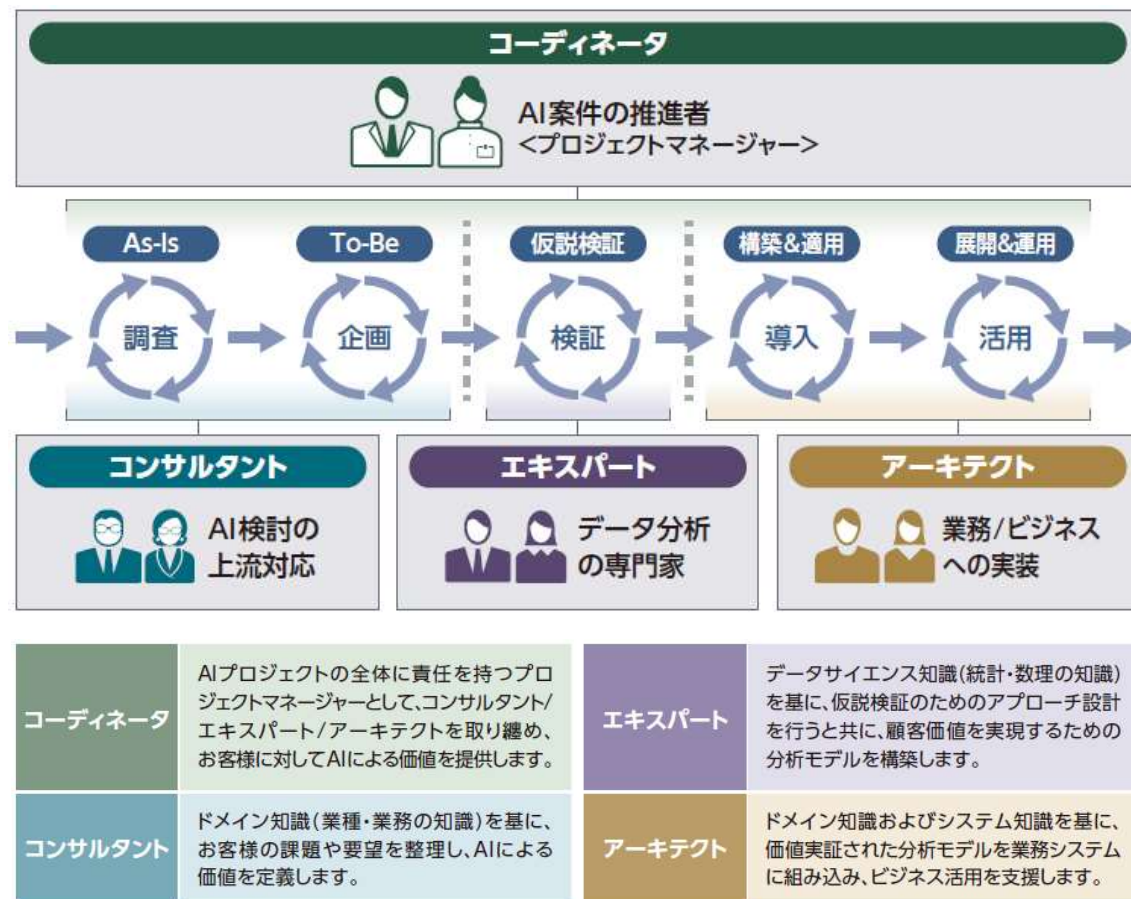 コーディネータ
AI案件の推進者
<プロジェクトマネージャー>
As-Is
To-Be
仮説検証
構築&適用
展開&運用
調査
企画
検証
導入
活用
コンサルタント
AI検討の
上流対応
エキスパート
データ分析
の専門家
アーキテクト
業務/ビジネス
への実装
コーディネータ
AIプロジェクトの全体に責任を持つプロ
ジェクトマネージャーとして、コンサルタント/
エキスパート/アーキテクトを取り纏め、
お客様に対してAIによる価値を提供します。
エキスパート
データサイエンス知識(統計・数理の知識)
を基に、仮説検証のためのアプローチ設計
を行うと共に、顧客価値を実現するための
分析モデルを構築します。
コンサルタント
ドメイン知識(業種・業務の知識)を基に、
お客様の課題や要望を整理し、AIによる
価値を定義します。
アーキテクト
ドメイン知識およびシステム知識を基に、
価値実証された分析モデルを業務システム
に組み込み、ビジネス活用を支援します。